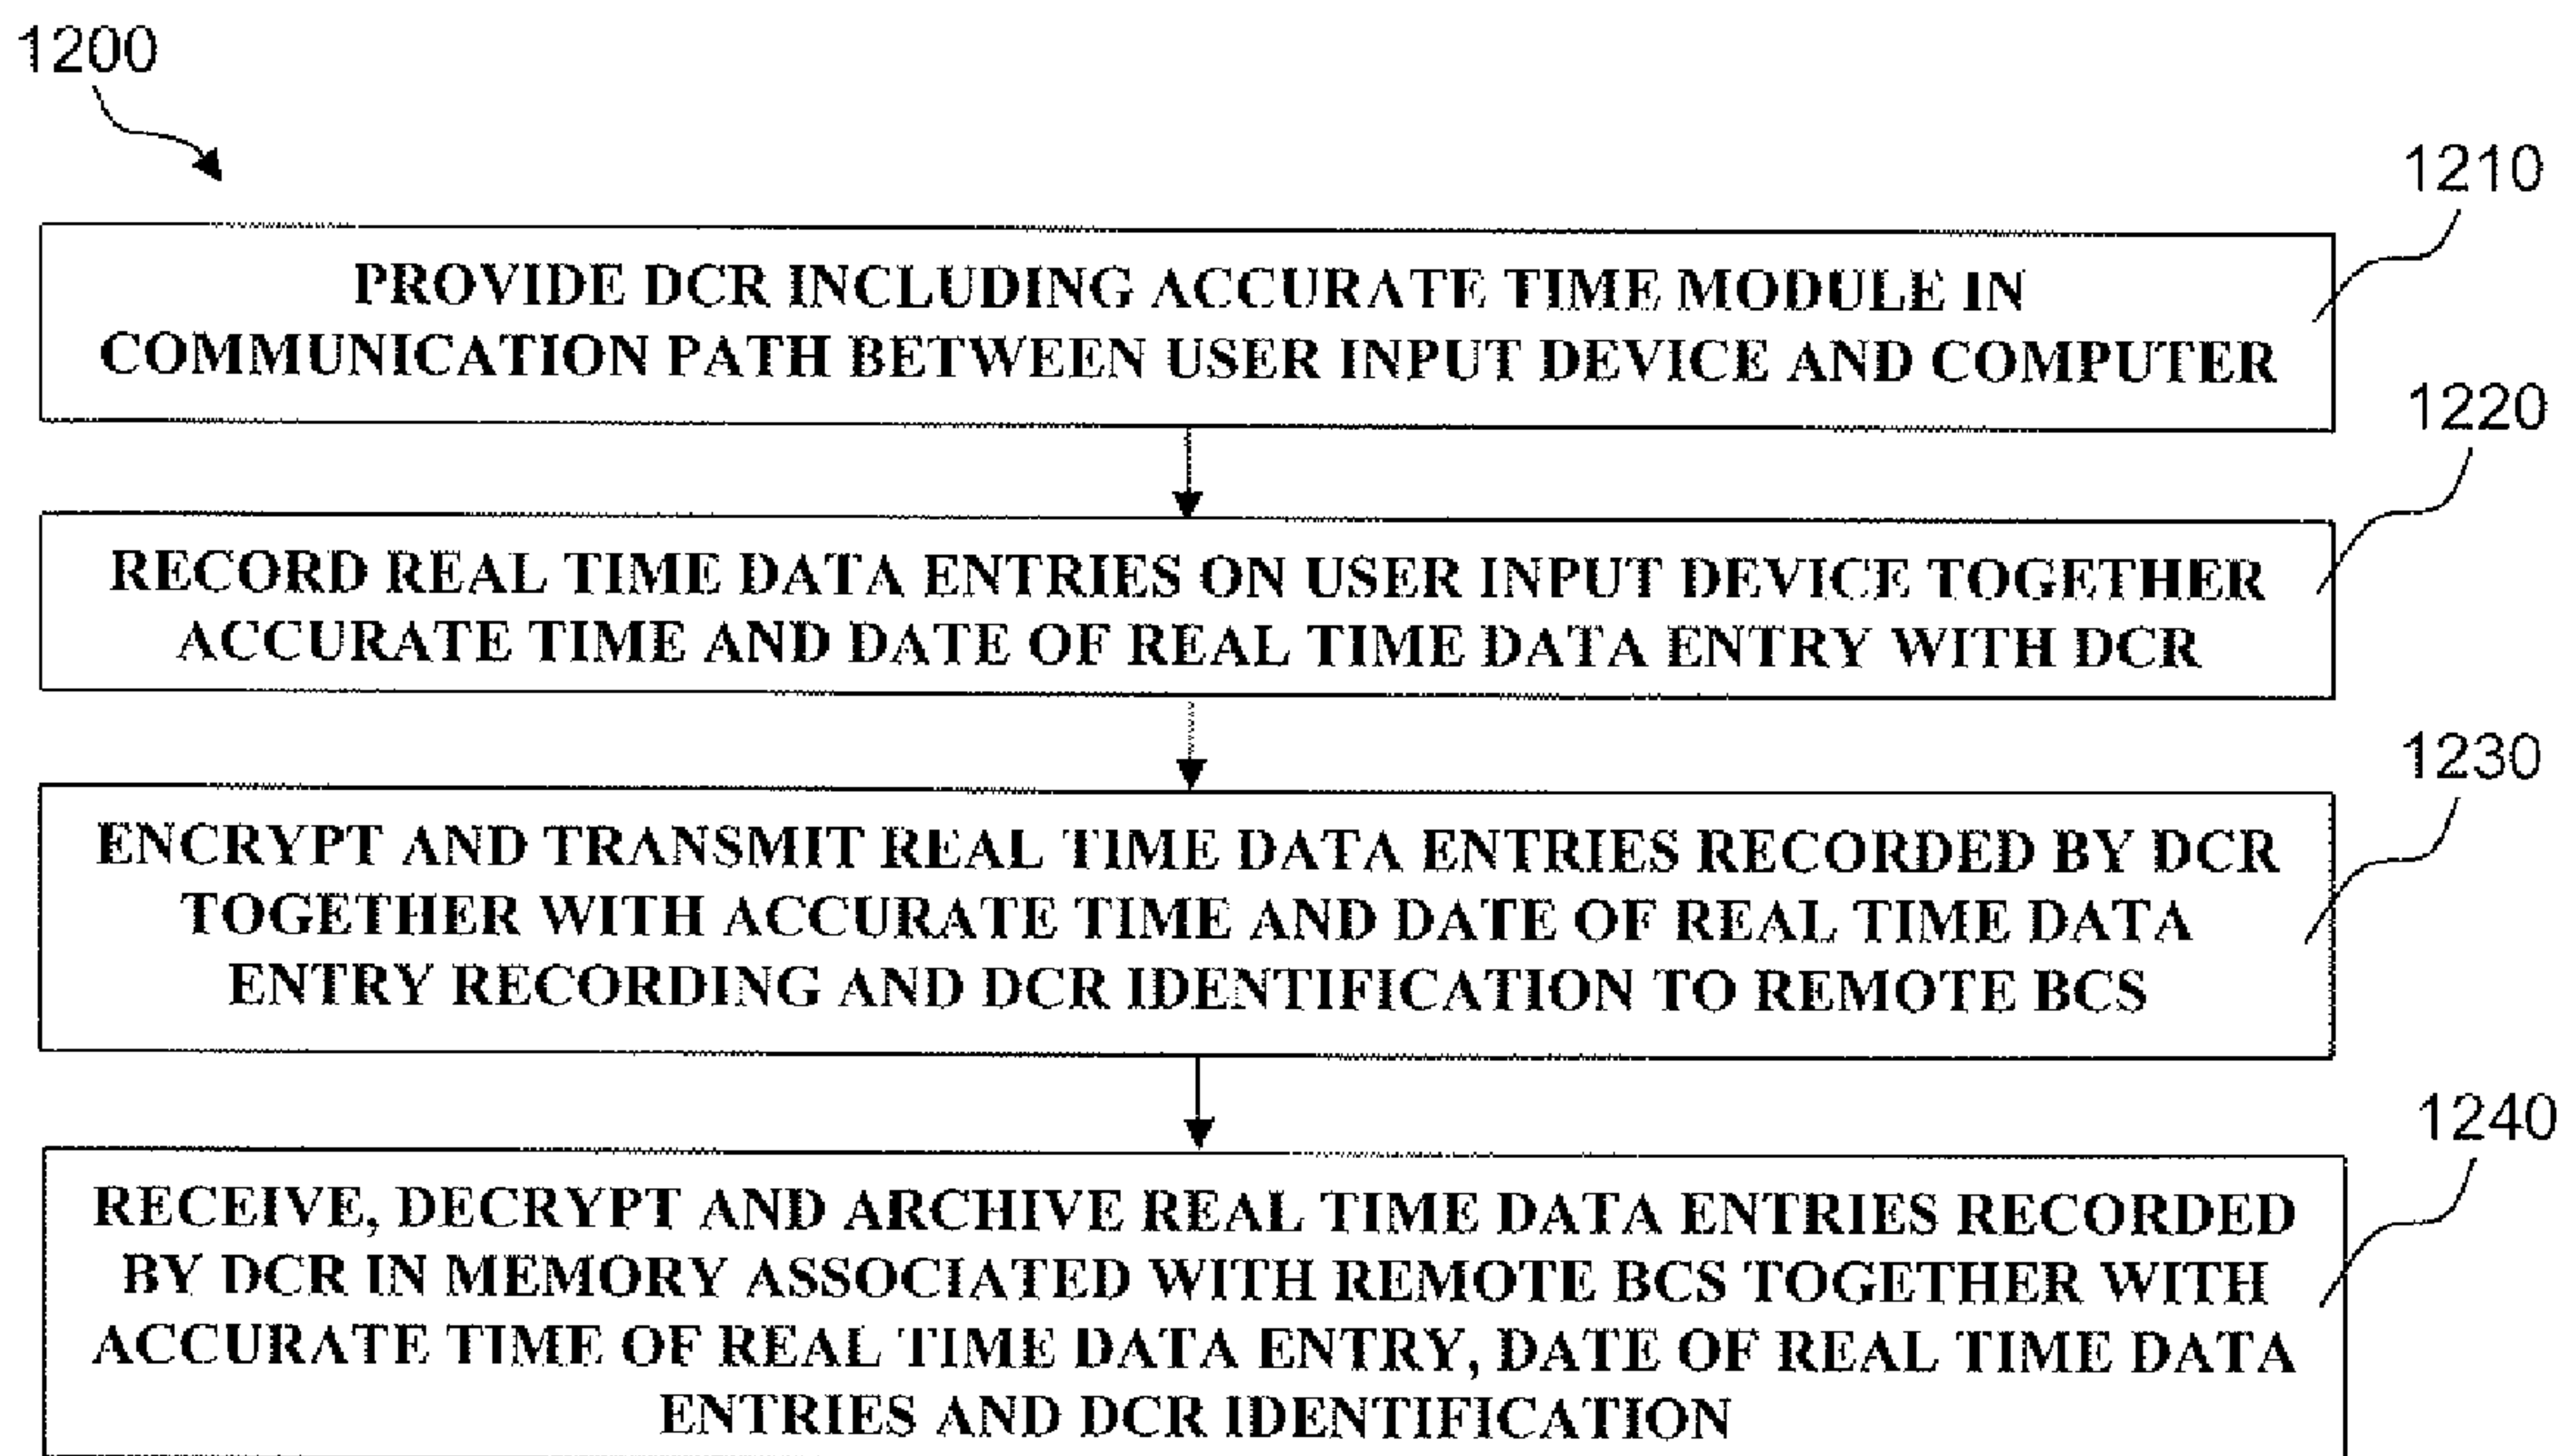 1200
1210
PROVIDE DCR INCLUDING ACCURATE TIME MODULE IN
COMMUNICATION PATH BETWEEN USER INPUT DEVICE AND COMPUTER
1220
RECORD REAL TIME DATA ENTRIES ON USER INPUT DEVICE TOGETHER
ACCURATE TIME AND DATE OF REAL TIME DATA ENTRY WITH DCR
1230
ENCRYPT AND TRANSMIT REAL TIME DATA ENTRIES RECORDED BY DCR
TOGETHER WITH ACCURATE TIME AND DATE OF REAL TIME DATA
ENTRY RECORDING AND DCR IDENTIFICATION TO REMOTE BCS
1240
RECEIVE, DECRYPT AND ARCHIVE REAL TIME DATA ENTRIES RECORDED
BY DCR IN MEMORY ASSOCIATED WITH REMOTE BCS TOGETHER WITH
ACCURATE TIME OF REAL TIME DATA ENTRY, DATE OF REAL TIME DATA
ENTRIES AND DCR IDENTIFICATION